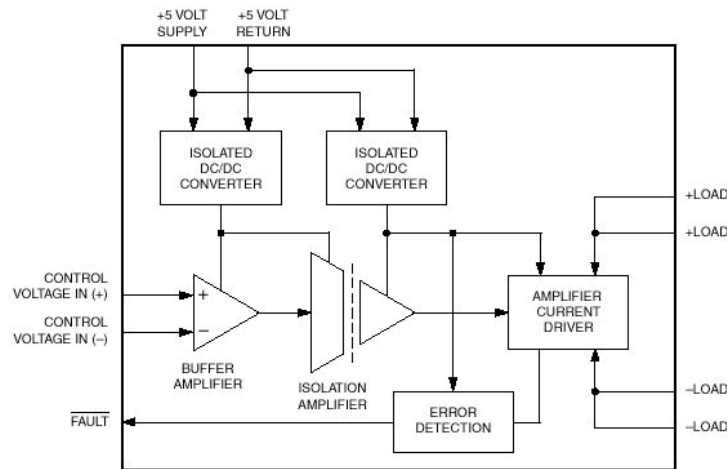 +5 VOLT
SUPPLY
+5 VOLT
RETURN
ISOLATED
DC/DC
CONVERTER
ISOLATED
DC/DC
CONVERTER
+LOAD
+LOAD
CONTROL
VOLTAGE IN (+)
+
AMPLIFIER
CURRENT
DRIVER
CONTROL
VOLTAGE IN (–)
–
BUFFER
AMPLIFIER
ISOLATION
AMPLIFIER
–LOAD
–LOAD
FAULT
ERROR
DETECTION